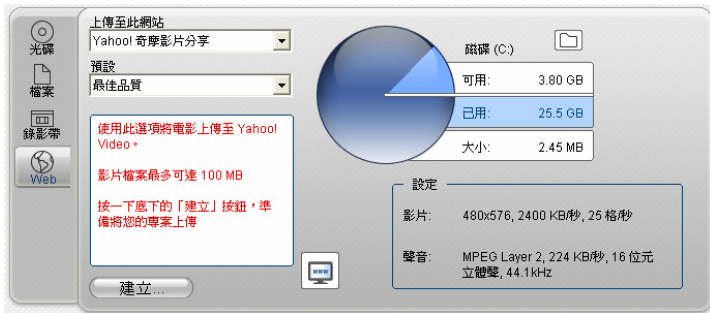 光碟
檔案
錄影帶
Web
上傳至此網站
Yahoo! 奇摩影片分享
預設
最佳品質
使用此選項將電影上傳至 Yahoo!
Video。
影片檔案最多可達 100 MB
按一下底下的「建立」按鈕，準
備將您的專案上傳
建立...
www
磁碟 (C:)
可用: 3.80 GB
已用: 25.5 GB
大小: 2.45 MB
設定
影片: 480x576, 2400 KB/秒, 25 格/秒
聲音: MPEG Layer 2, 224 KB/秒, 16 位元
立體聲, 44.1kHz